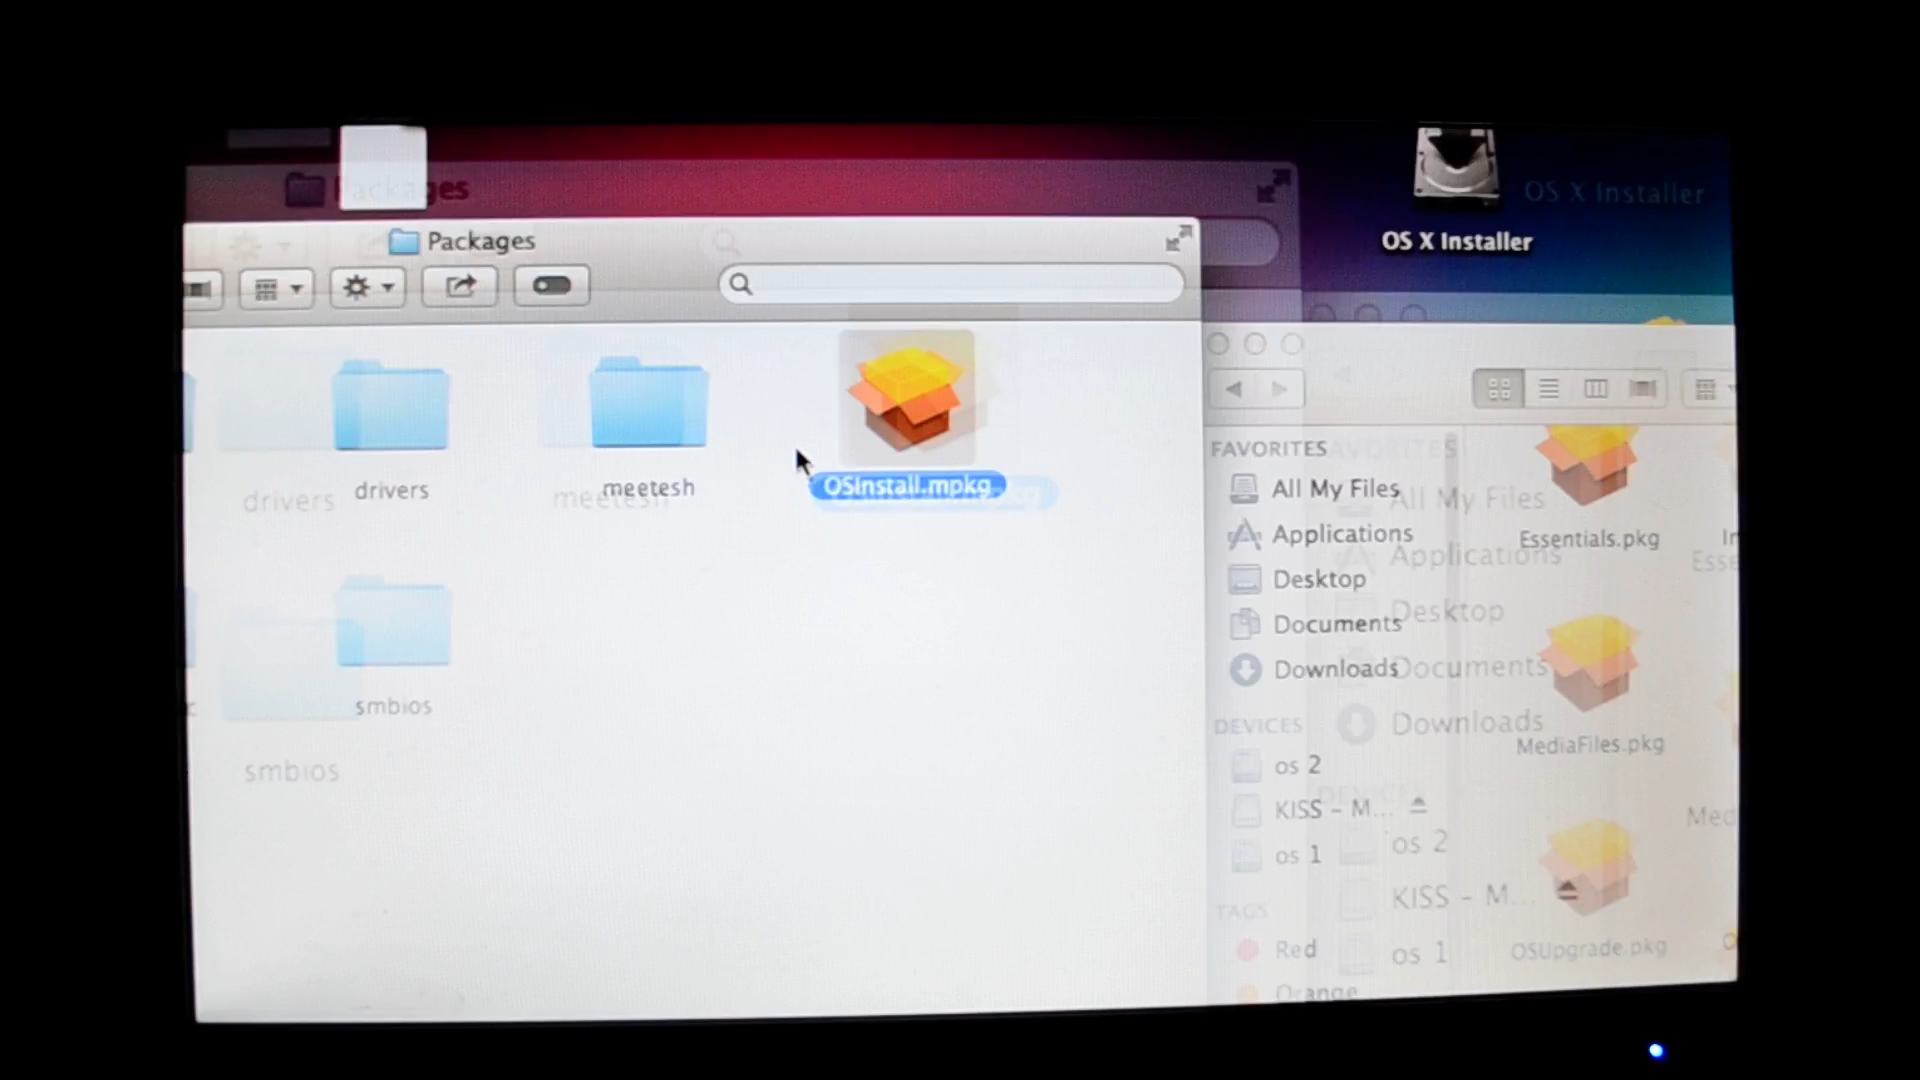 Packages
OS X Installer
OS X Installer
Packages
drivers
drivers
meetesh
meetesh
OSInstall.mpkg
smbios
smbios
FAVORITES
All My Files
Applications
Desktop
Documents
Downloads
DEVICES
os 2
KISS - M...
os 1
TAGS
Red
Orange
All My Files
Applications
Desktop
Documents
Downloads
os 2
KISS - M...
os 1
Essentials.pkg
MediaFiles.pkg
OSUpgrade.pkg